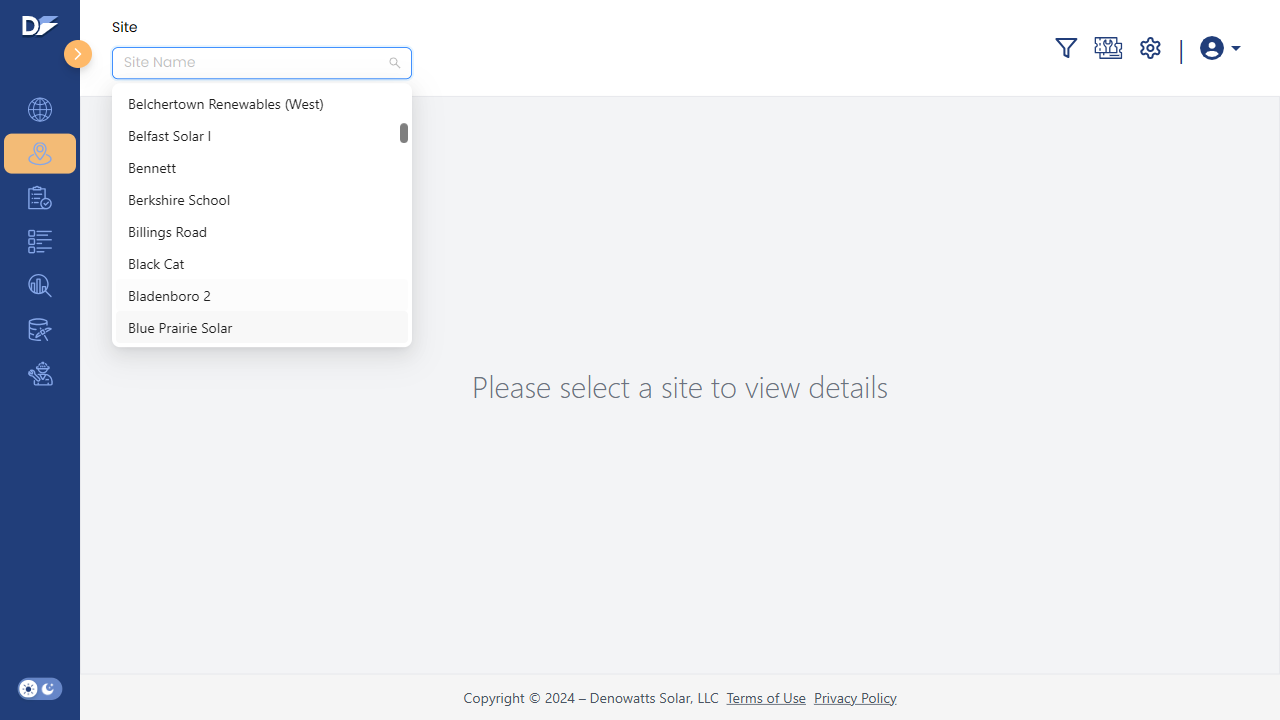 Site
Site Name
Belchertown Renewables (West)
Belfast Solar I
Bennett
Berkshire School
Billings Road
Black Cat
Bladenboro 2
Blue Prairie Solar
Please select a site to view details
Copyright © 2024 – Denowatts Solar, LLC Terms of Use Privacy Policy